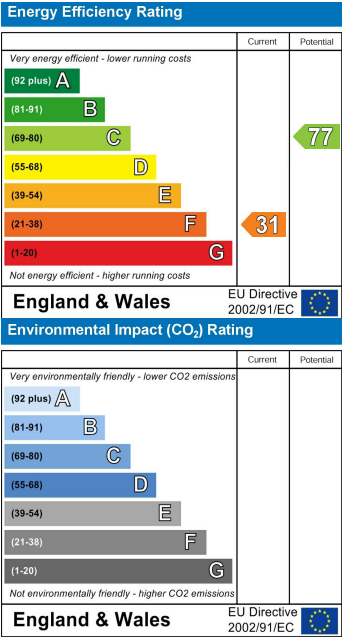 Energy Efficiency Rating
Current Potential
Very energy efficient - lower running costs
(92 plus) A
(81-91) B
(69-80) C
77
(55-68) D
(39-54) E
(21-38) F
31
(1-20) G
Not energy efficient - higher running costs
England & Wales
EU Directive
2002/91/EC
Environmental Impact (CO₂) Rating
Current Potential
Very environmentally friendly - lower CO2 emissions
(92 plus) A
(81-91) B
(69-80) C
(55-68) D
(39-54) E
(21-38) F
(1-20) G
Not environmentally friendly - higher CO2 emissions
England & Wales
EU Directive
2002/91/EC